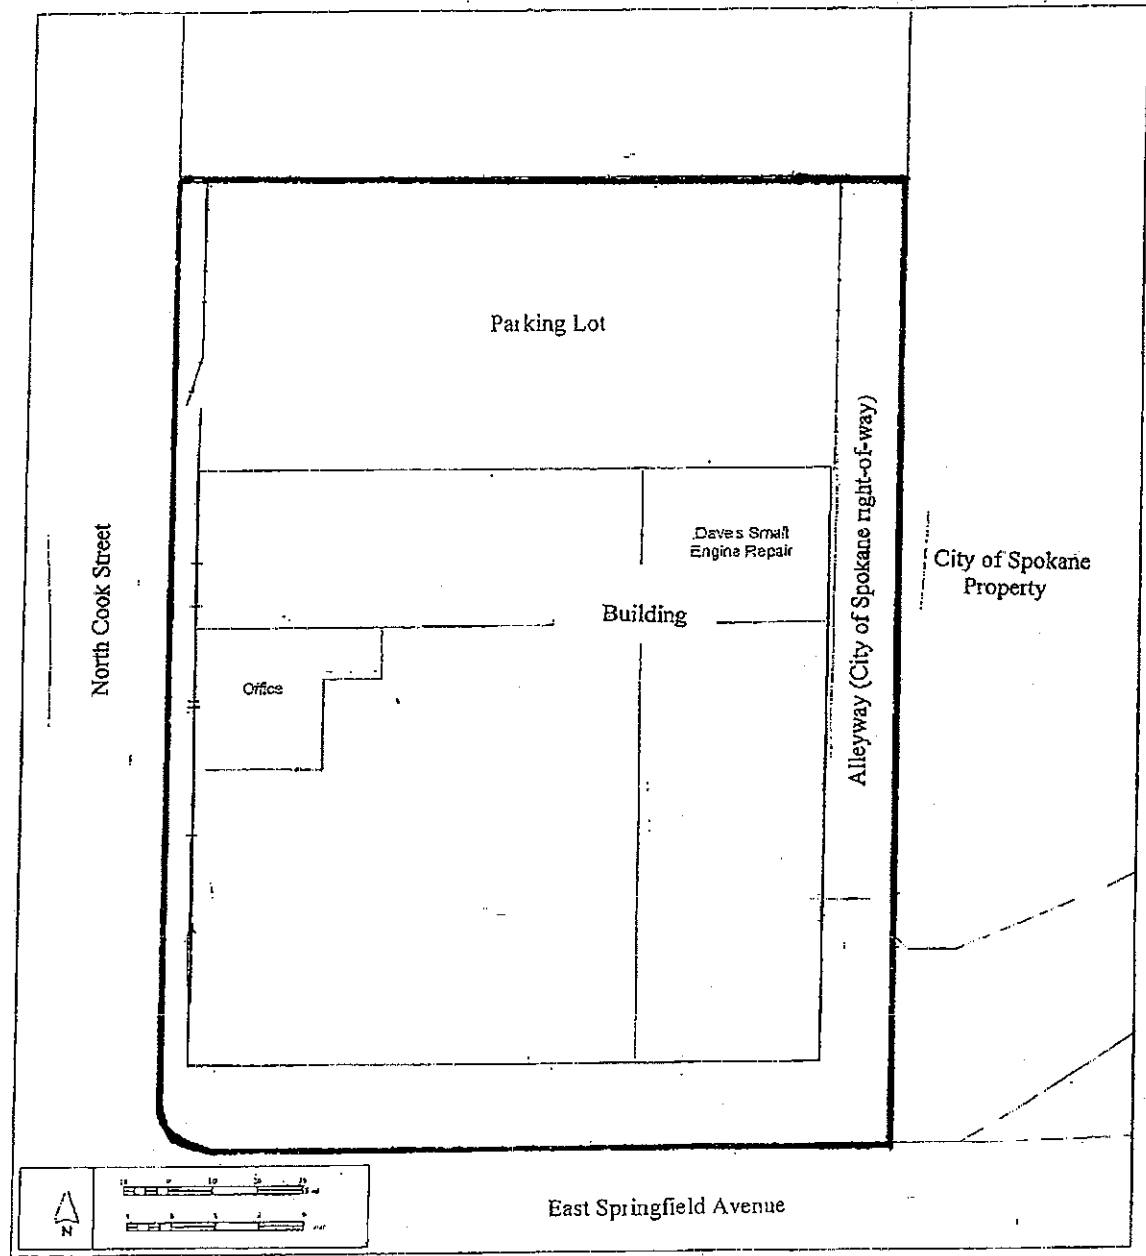 Parking Lot
Dave's Small
Engine Repair
Building
Office
North Cook Street
Alleyway (City of Spokane right-of-way)
City of Spokane
Property
East Springfield Avenue
N